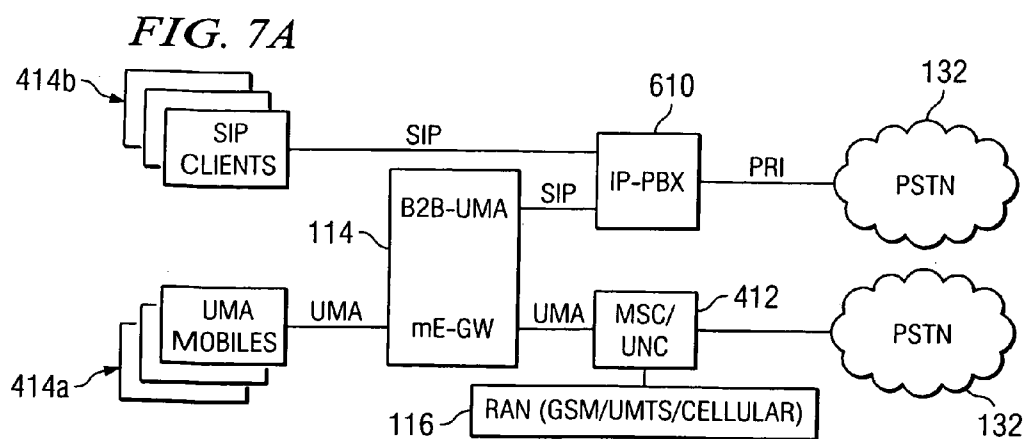 FIG. 7A
414b
SIP
CLIENTS
SIP
610
IP-PBX
PRI
132
PSTN
114
B2B-UMA
SIP
mE-GW
UMA
MOBILES
UMA
414a
UMA
MSC/
UNC
412
PSTN
132
116
RAN (GSM/UMTS/CELLULAR)